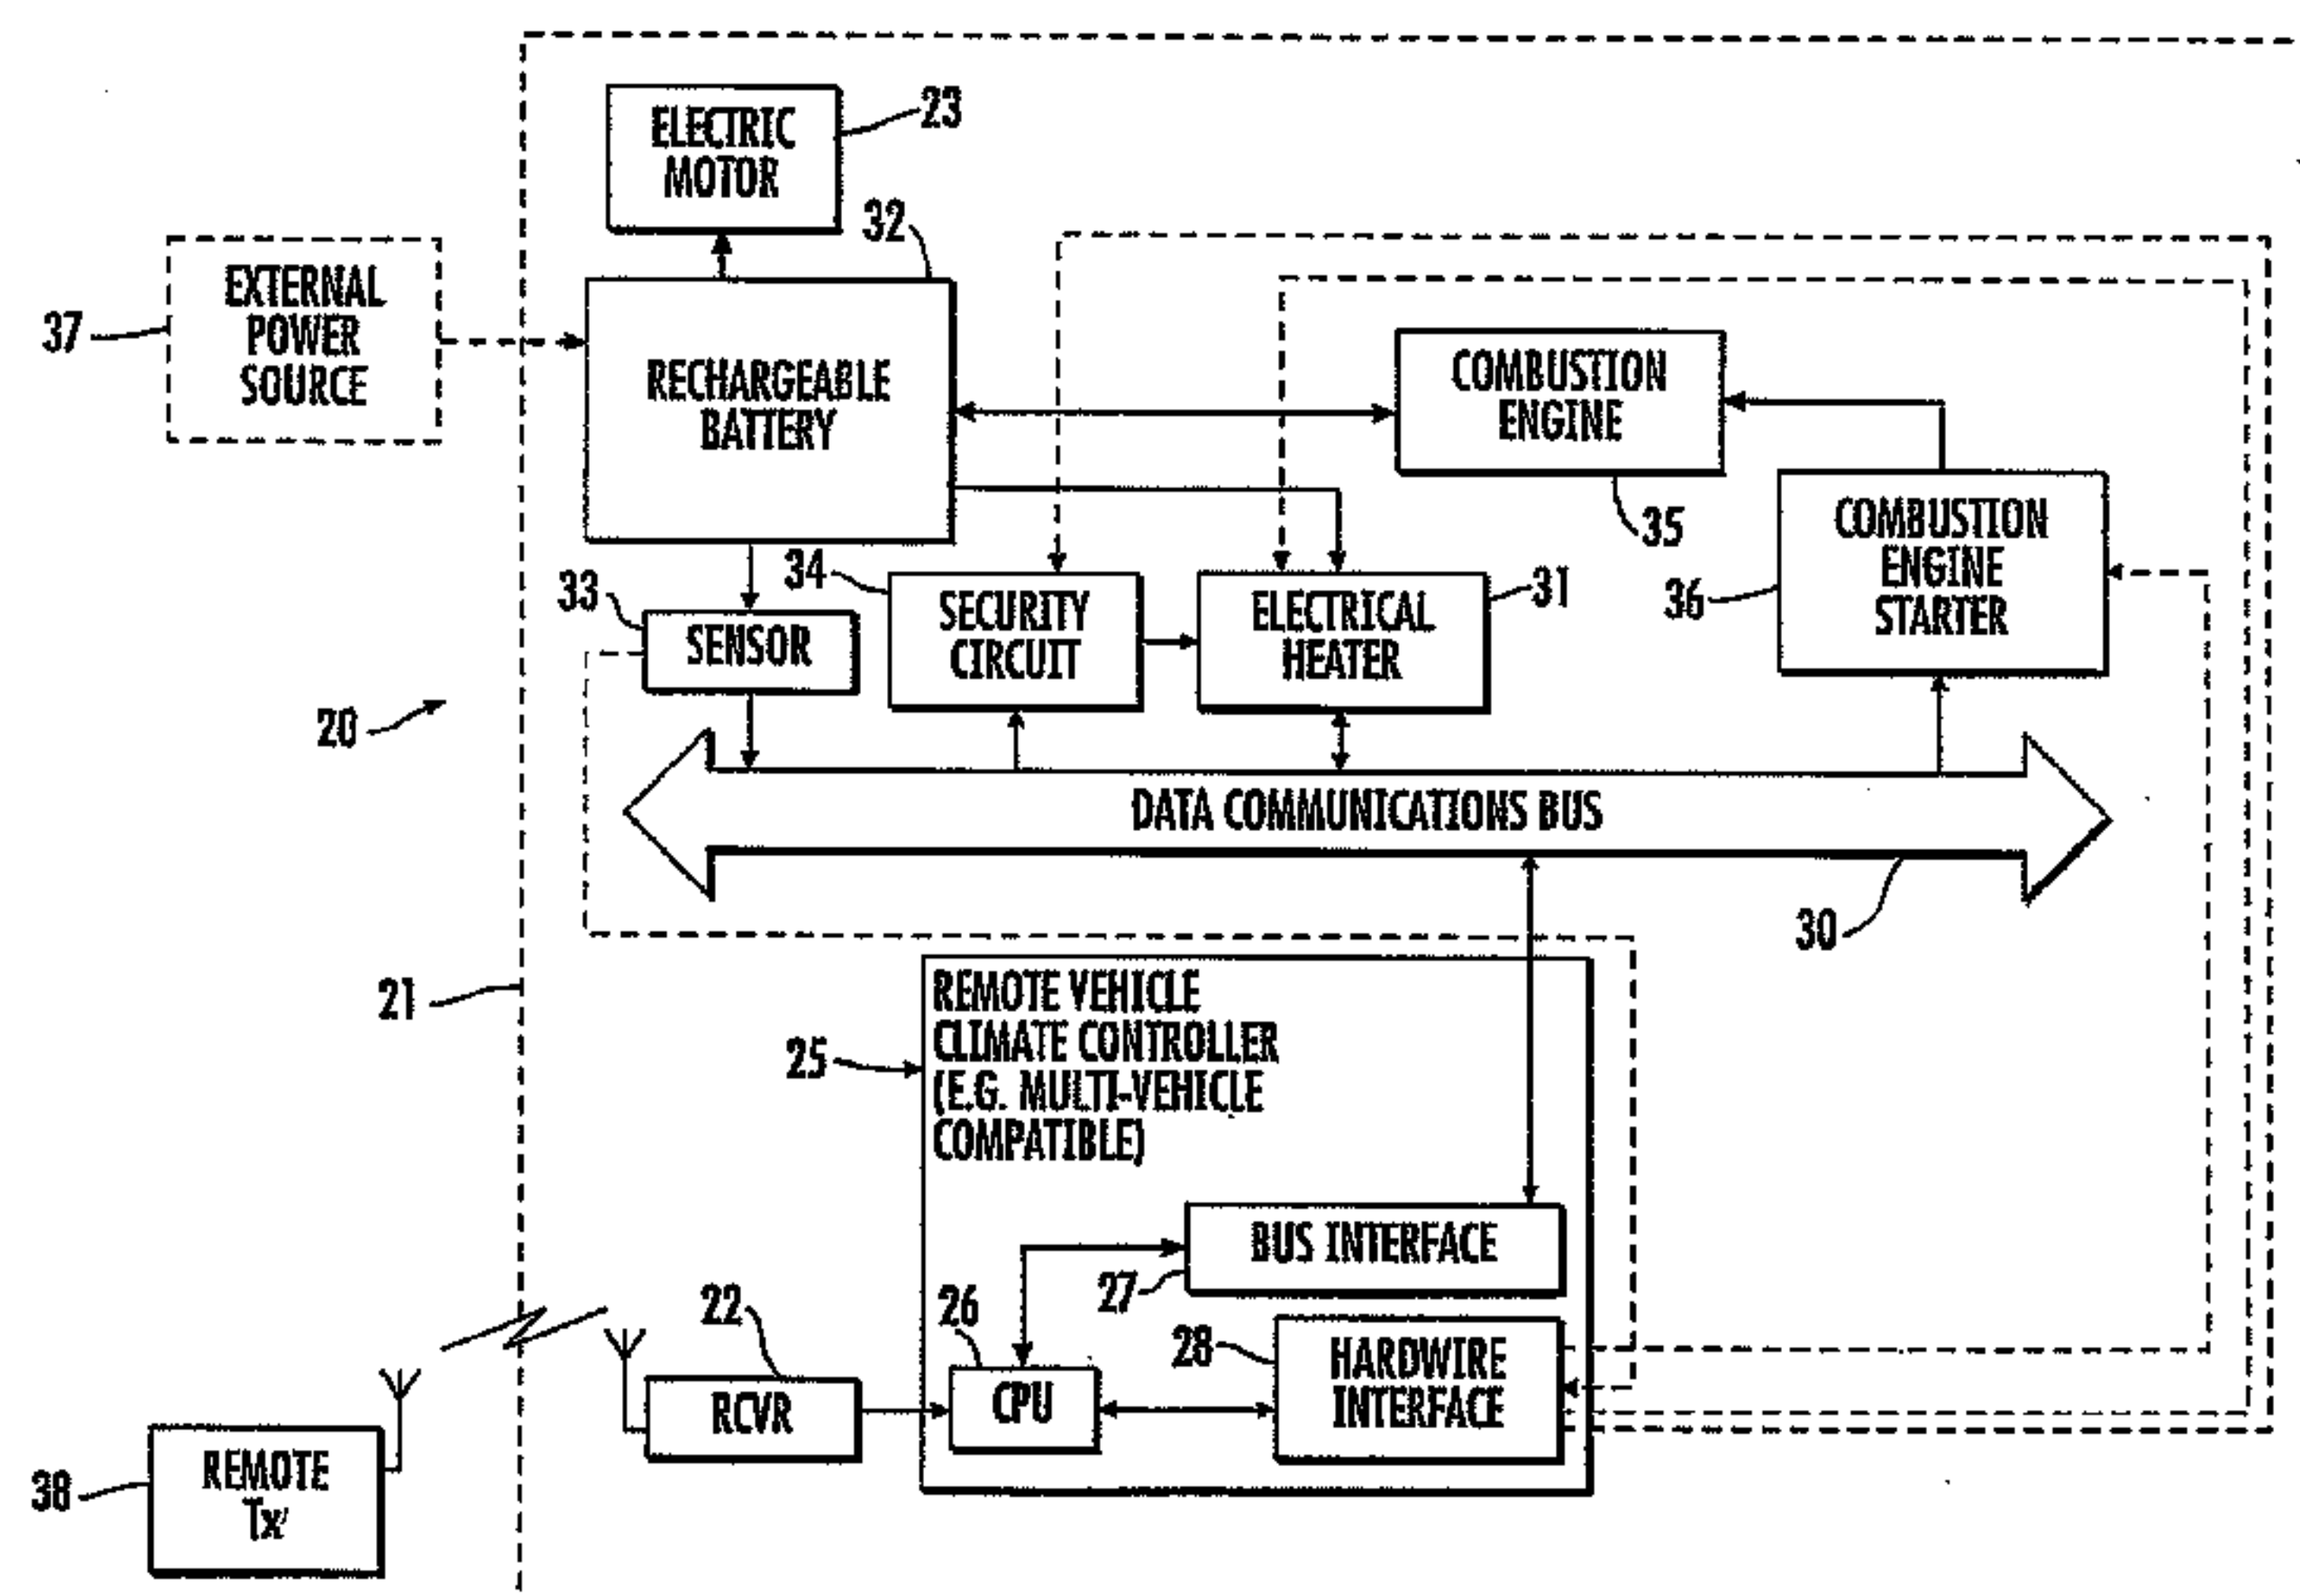 ELECTRIC
MOTOR
23
32
EXTERNAL
POWER
SOURCE
37
RECHARGEABLE
BATTERY
COMBUSTION
ENGINE
35
COMBUSTION
ENGINE
STARTER
36
33
SENSOR
34
SECURITY
CIRCUIT
ELECTRICAL
HEATER
31
20
DATA COMMUNICATIONS BUS
30
21
25
REMOTE VEHICLE
CLIMATE CONTROLLER
(E.G. MULTI-VEHICLE
COMPATIBLE)
BUS INTERFACE
27
22
RCVR
26
CPU
28
HARDWIRE
INTERFACE
38
REMOTE
Tx